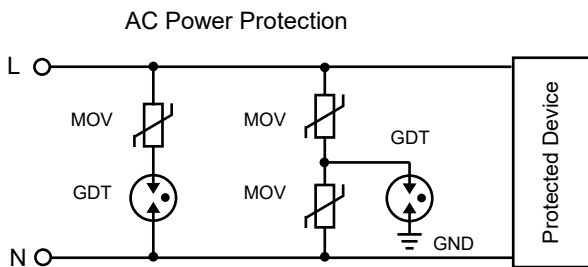 AC Power Protection
L
MOV
MOV
GDT
GDT
MOV
GND
N
Protected Device